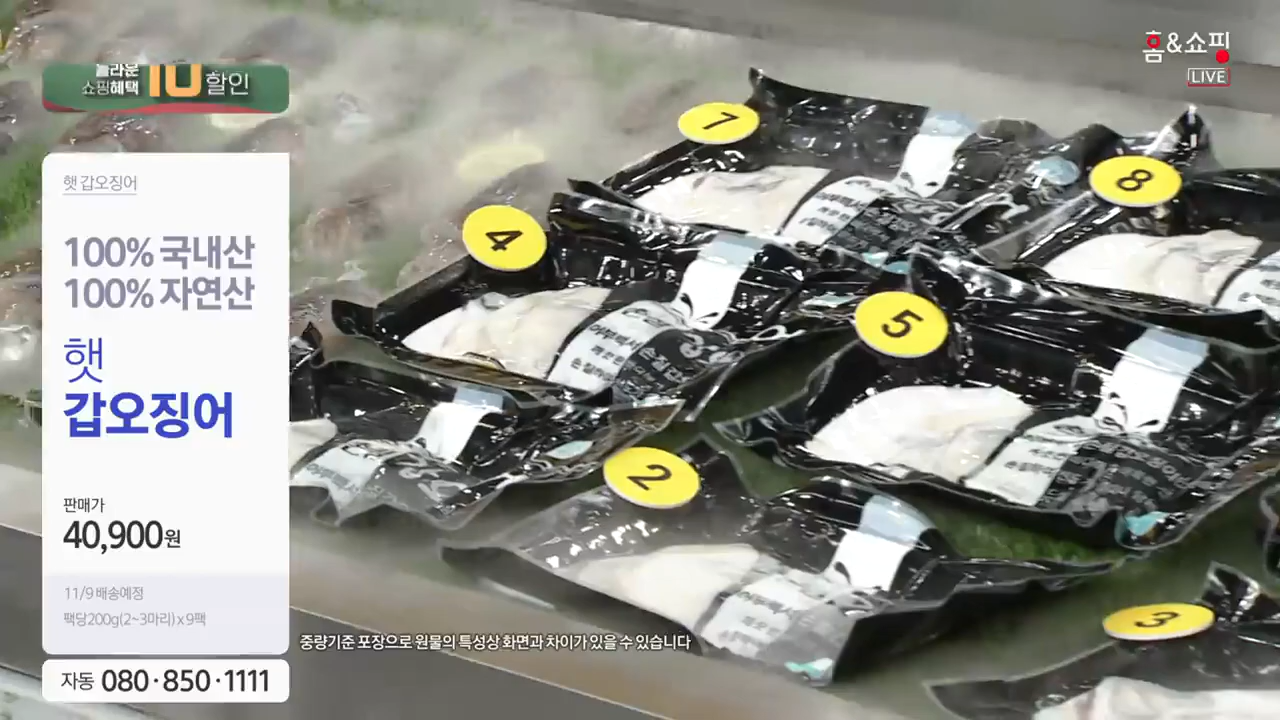 놀라운
쇼핑혜택 10할인
홈&쇼핑
LIVE
햇 갑오징어
100% 국내산
100% 자연산
햇
갑오징어
판매가
40,900원
11/9 배송예정
팩당200g(2~3마리) x 9팩
자동 080·850·1111
중량기준 포장으로 원물의 특성상 화면과 차이가 있을 수 있습니다
7
8
4
5
2
3